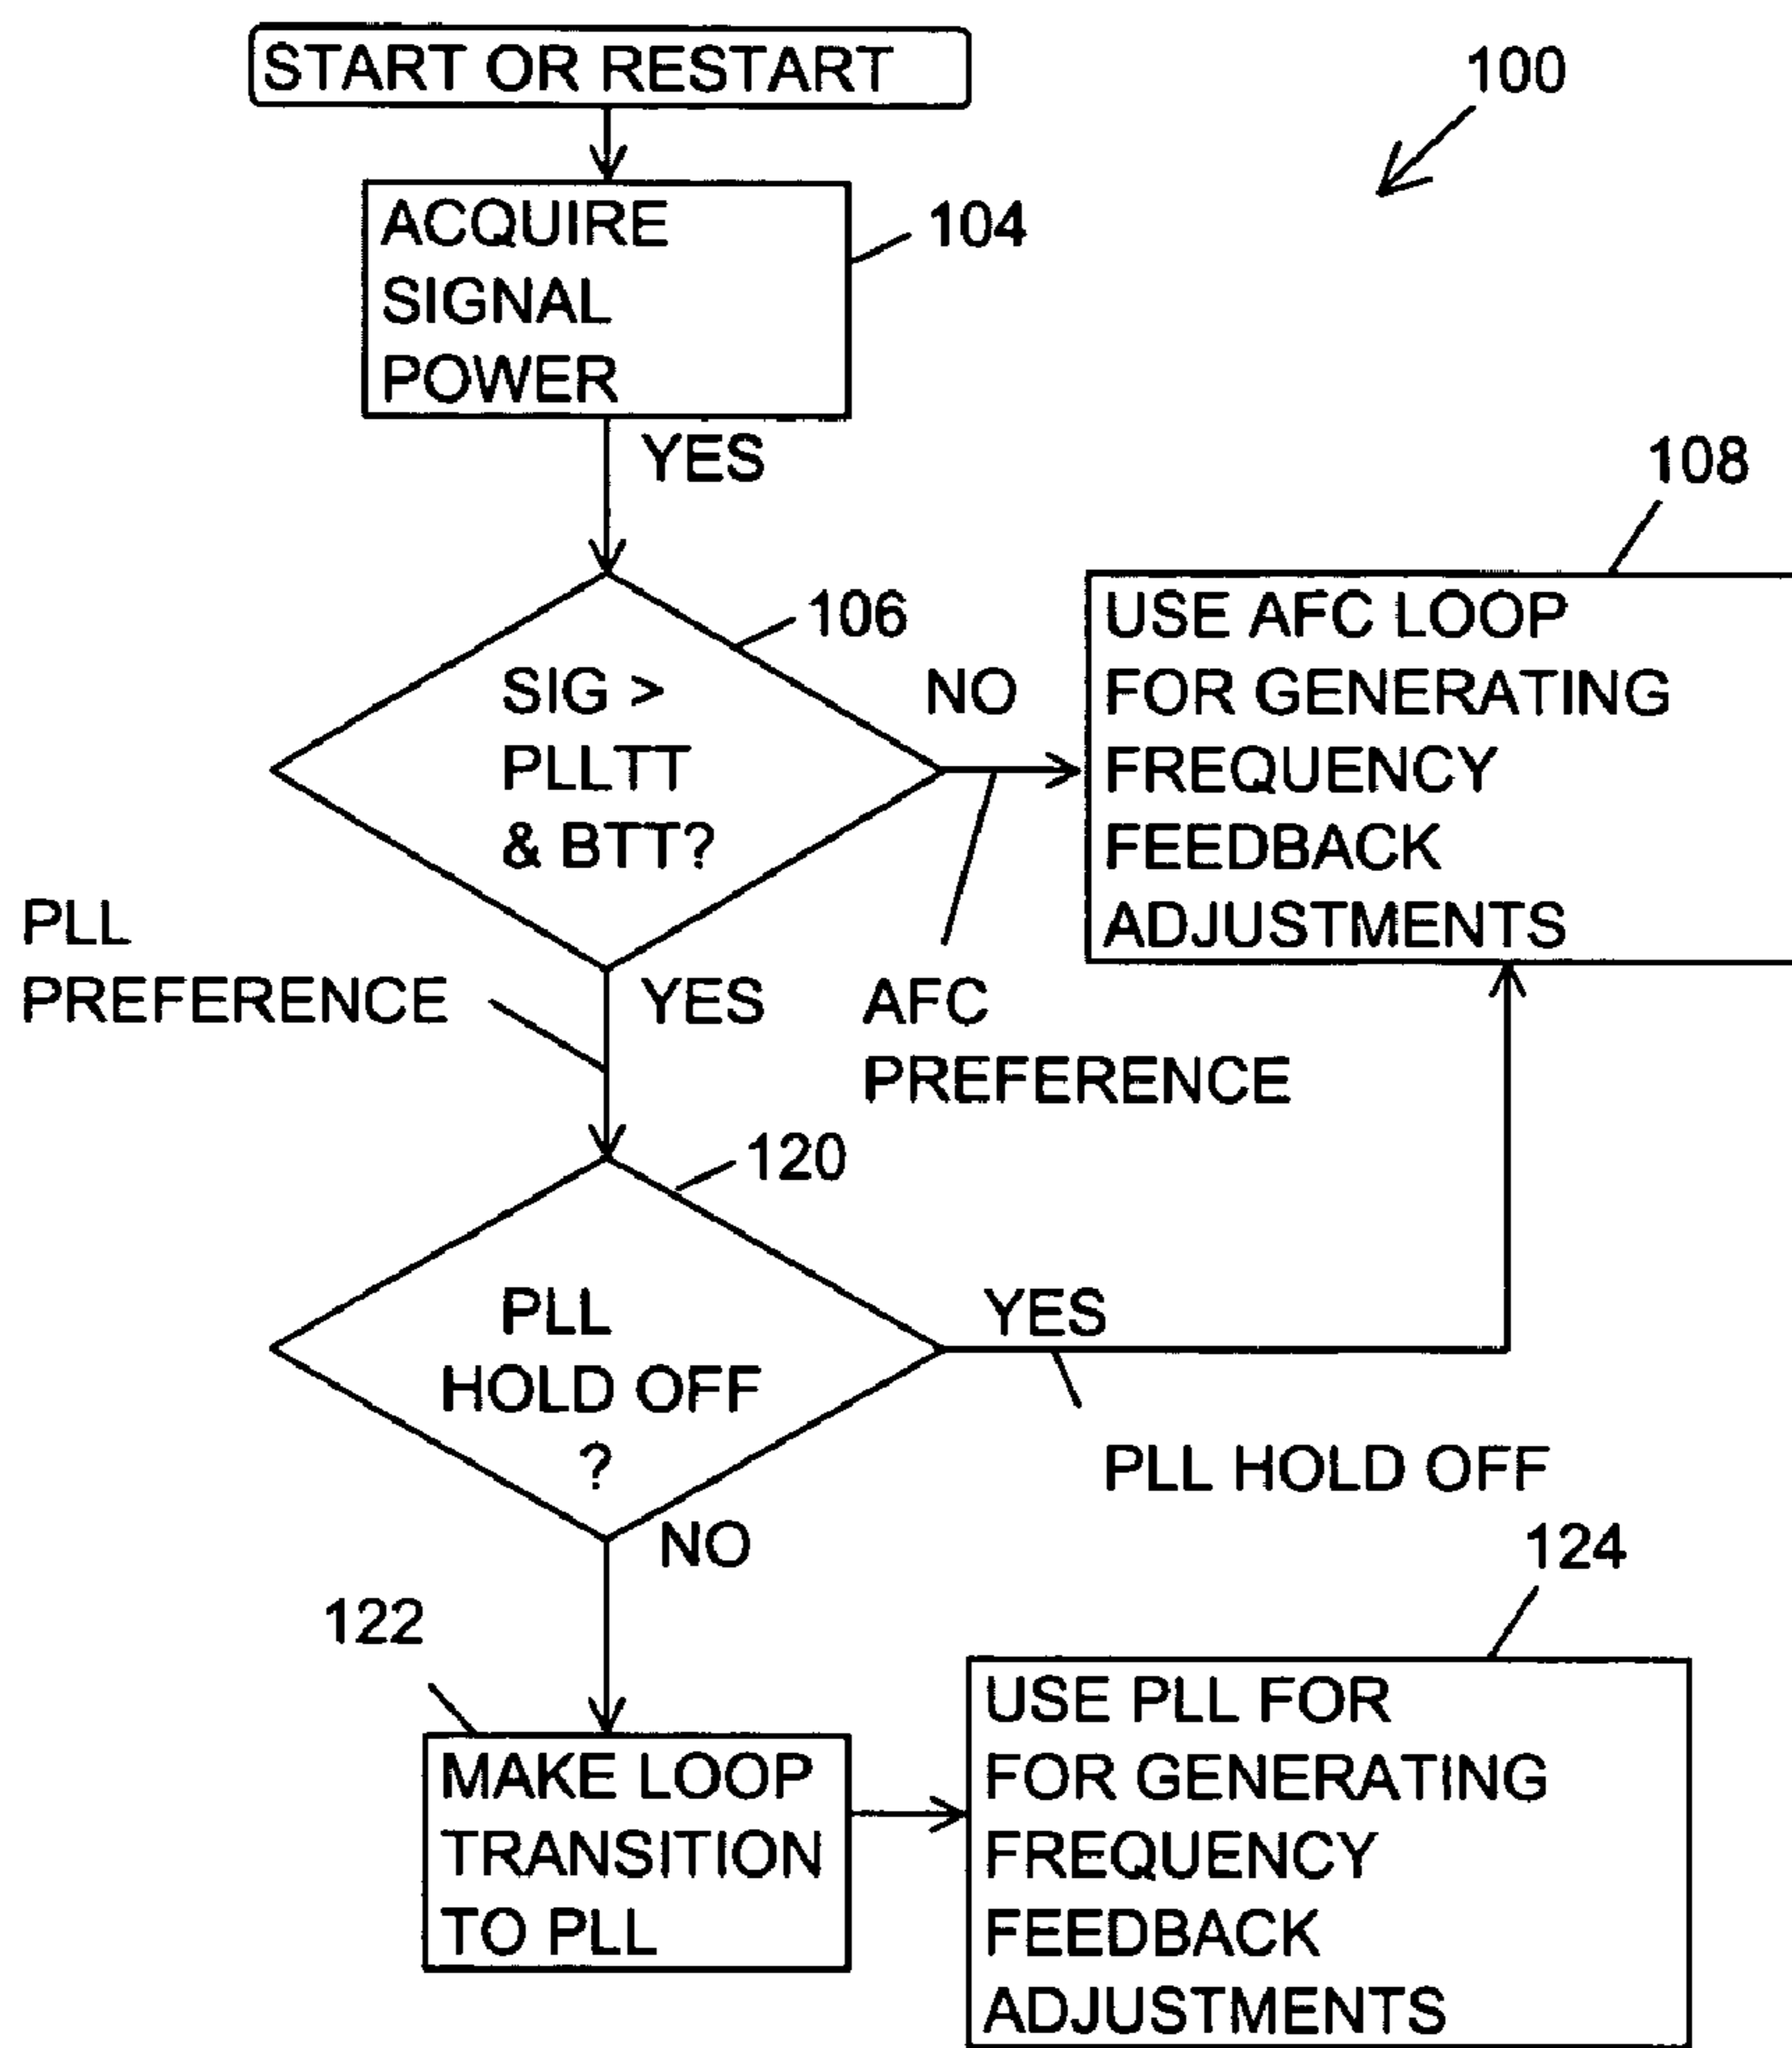 START OR RESTART
100
ACQUIRE
SIGNAL
POWER
104
YES
108
106
SIG >
PLLTT
& BTT?
NO
USE AFC LOOP
FOR GENERATING
FREQUENCY
FEEDBACK
ADJUSTMENTS
PLL
PREFERENCE
YES
AFC
PREFERENCE
120
PLL
HOLD OFF
?
YES
PLL HOLD OFF
NO
122
124
MAKE LOOP
TRANSITION
TO PLL
USE PLL FOR
FOR GENERATING
FREQUENCY
FEEDBACK
ADJUSTMENTS